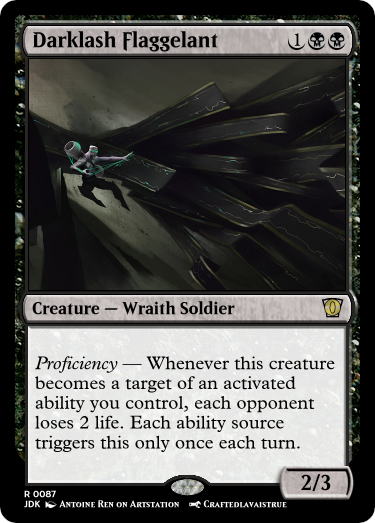 Darklash Flaggelant 1
Creature — Wraith Soldier
Proficiency — Whenever this creature
becomes a target of an activated
ability you control, each opponent
loses 2 life. Each ability source
triggers this only once each turn.
2/3
R 0087
JDK Antoine Ren on Artstation Craftedlavaistrue